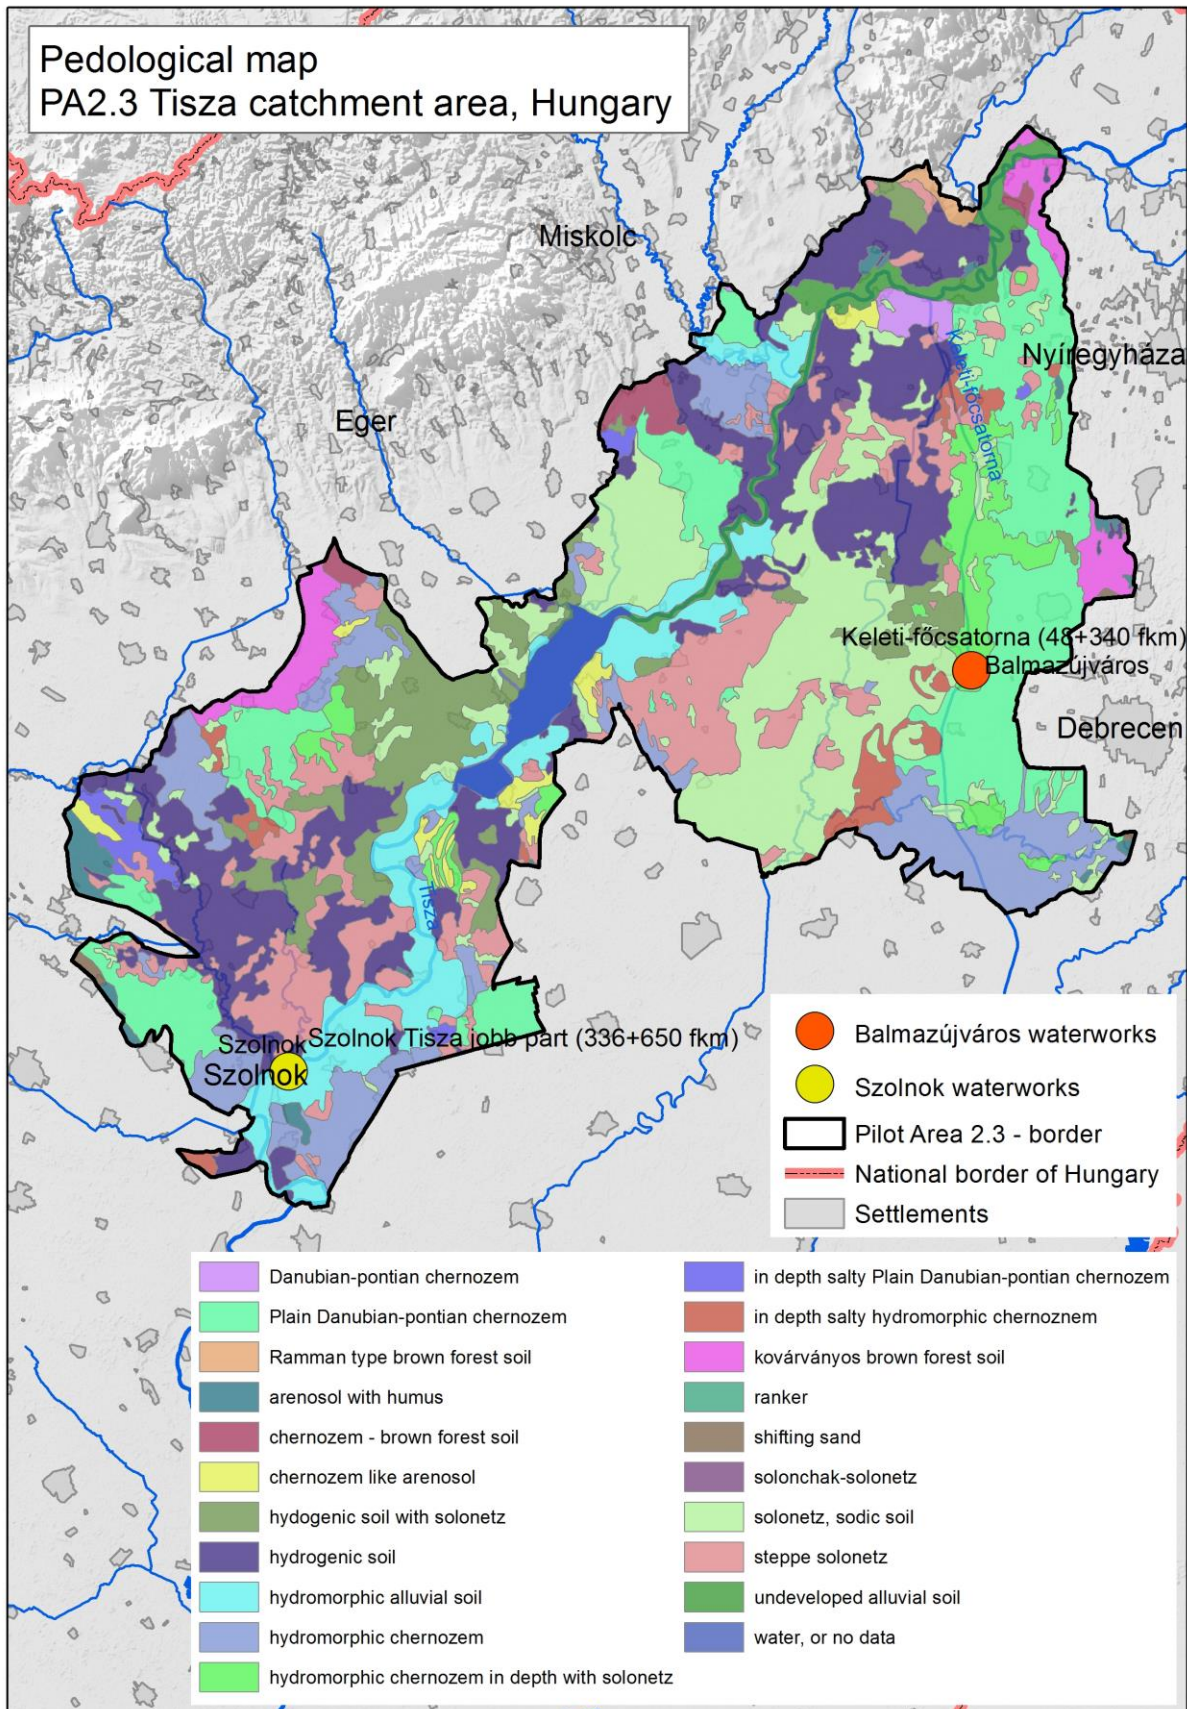 Pedological map
PA2.3 Tisza catchment area, Hungary
Miskolc
Nyíregyháza
Keleti-főcsatorna
Eger
Keleti-főcsatorna (48+340 fkm)
Balmazújváros
Debrecen
Tisza
Szolnok Tisza jobb part (336+650 fkm)
Szolnok
Szolnok
Balmazújváros waterworks
Szolnok waterworks
Pilot Area 2.3 - border
National border of Hungary
Settlements
Danubian-pontian chernozem
Plain Danubian-pontian chernozem
Ramman type brown forest soil
arenosol with humus
chernozem - brown forest soil
chernozem like arenosol
hydogenic soil with solonetz
hydrogenic soil
hydromorphic alluvial soil
hydromorphic chernozem
hydromorphic chernozem in depth with solonetz
in depth salty Plain Danubian-pontian chernozem
in depth salty hydromorphic chernoznem
kovárványos brown forest soil
ranker
shifting sand
solonchak-solonetz
solonetz, sodic soil
steppe solonetz
undeveloped alluvial soil
water, or no data